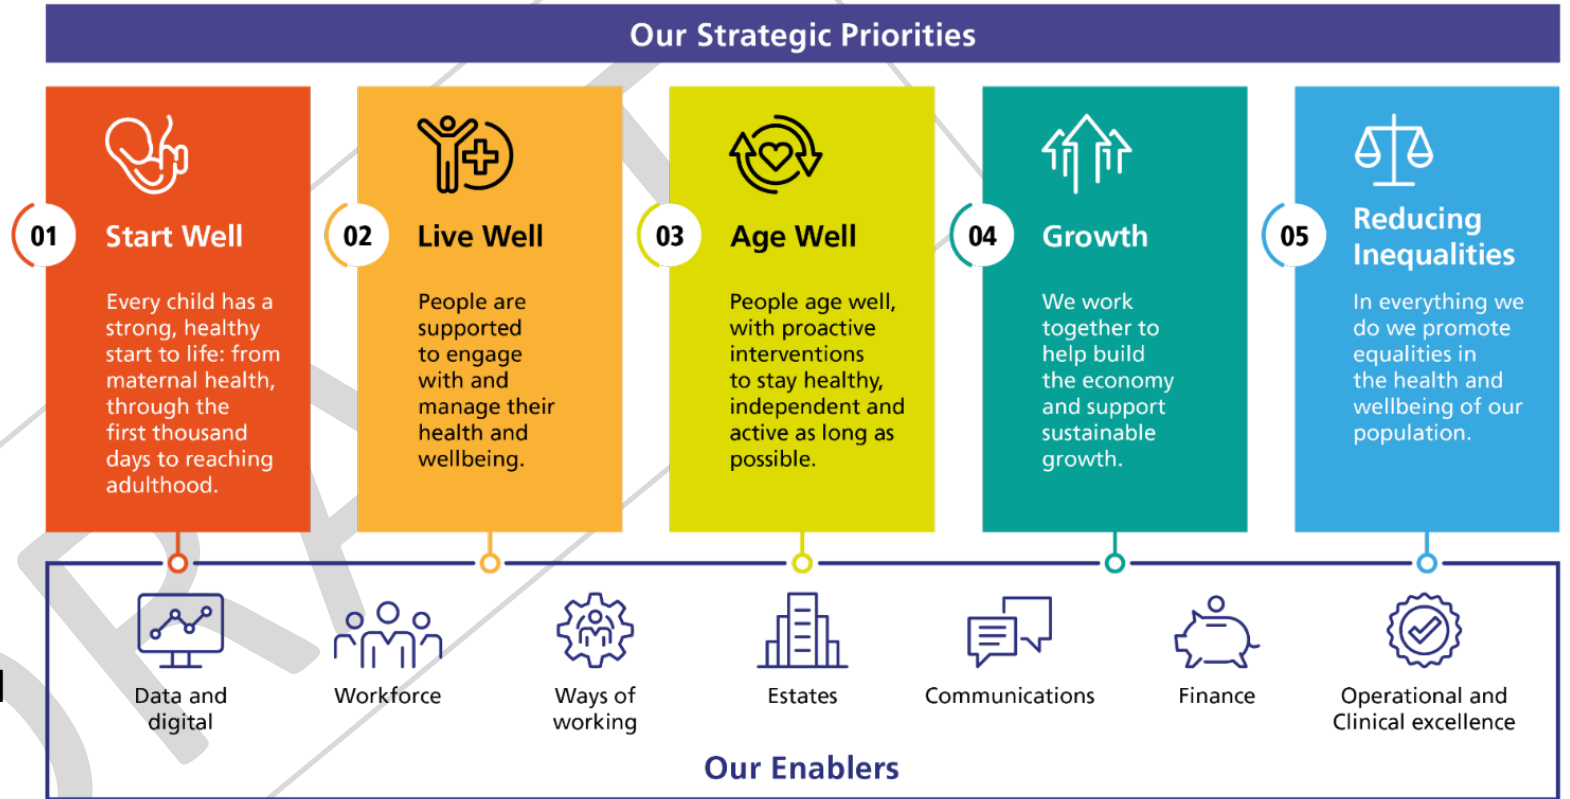 Our Strategic Priorities
01
Start Well
Every child has a
strong, healthy
start to life: from
maternal health,
through the
first thousand
days to reaching
adulthood.
02
Live Well
People are
supported
to engage
with and
manage their
health and
wellbeing.
03
Age Well
People age well,
with proactive
interventions
to stay healthy,
independent and
active as long as
possible.
04
Growth
We work
together to
help build
the economy
and support
sustainable
growth.
05
Reducing
Inequalities
In everything we
do we promote
equalities in
the health and
wellbeing of our
population.
Data and
digital
Workforce
Ways of
working
Estates
Communications
Finance
Operational and
Clinical excellence
Our Enablers